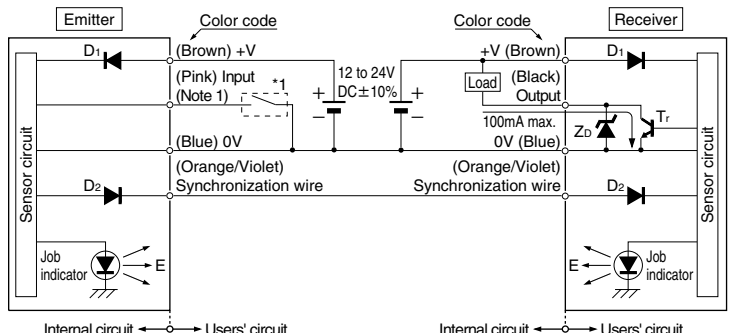 Emitter
Color code
Color code
Receiver
D1
(Brown) +V
+V (Brown)
D1
(Pink) Input
(Note 1)
*1
12 to 24V
DC±10%
+
−
+
−
Load
(Black)
Output
100mA max.
ZD
Tr
(Blue) 0V
0V (Blue)
(Orange/Violet)
Synchronization wire
(Orange/Violet)
Synchronization wire
D2
D2
Sensor circuit
Sensor circuit
Job
indicator
E
E
Job
indicator
Internal circuit
Users' circuit
Internal circuit
Users' circuit